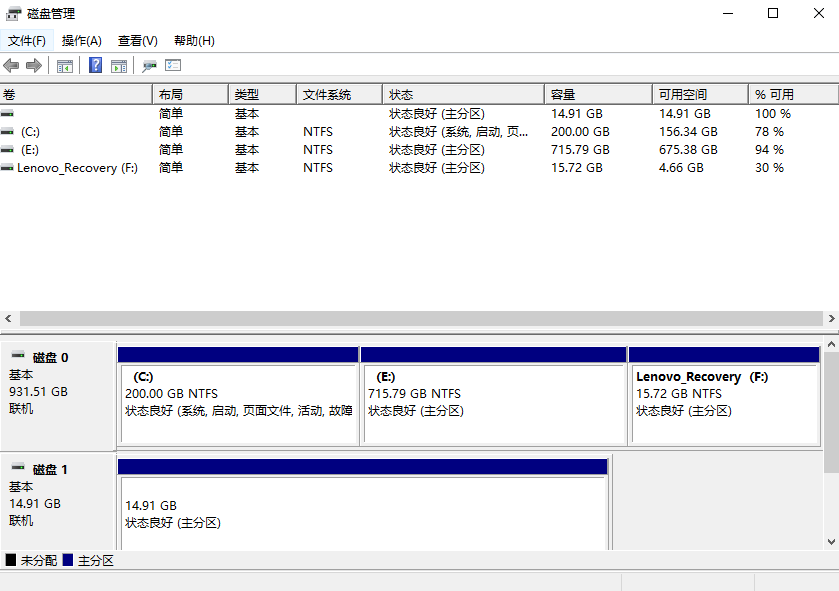 磁盘管理
文件(F) 操作(A) 查看(V) 帮助(H)
卷 布局 类型 文件系统 状态 容量 可用空间 % 可用
简单 基本 状态良好 (主分区) 14.91 GB 14.91 GB 100 %
(C:) 简单 基本 NTFS 状态良好 (系统, 启动, 页... 200.00 GB 156.34 GB 78 %
(E:) 简单 基本 NTFS 状态良好 (主分区) 715.79 GB 675.38 GB 94 %
Lenovo_Recovery (F:) 简单 基本 NTFS 状态良好 (主分区) 15.72 GB 4.66 GB 30 %
磁盘 0
基本
931.51 GB
联机
(C:)
200.00 GB NTFS
状态良好 (系统, 启动, 页面文件, 活动, 故障
(E:)
715.79 GB NTFS
状态良好 (主分区)
Lenovo_Recovery (F:)
15.72 GB NTFS
状态良好 (主分区)
磁盘 1
基本
14.91 GB
联机
14.91 GB
状态良好 (主分区)
未分配 主分区